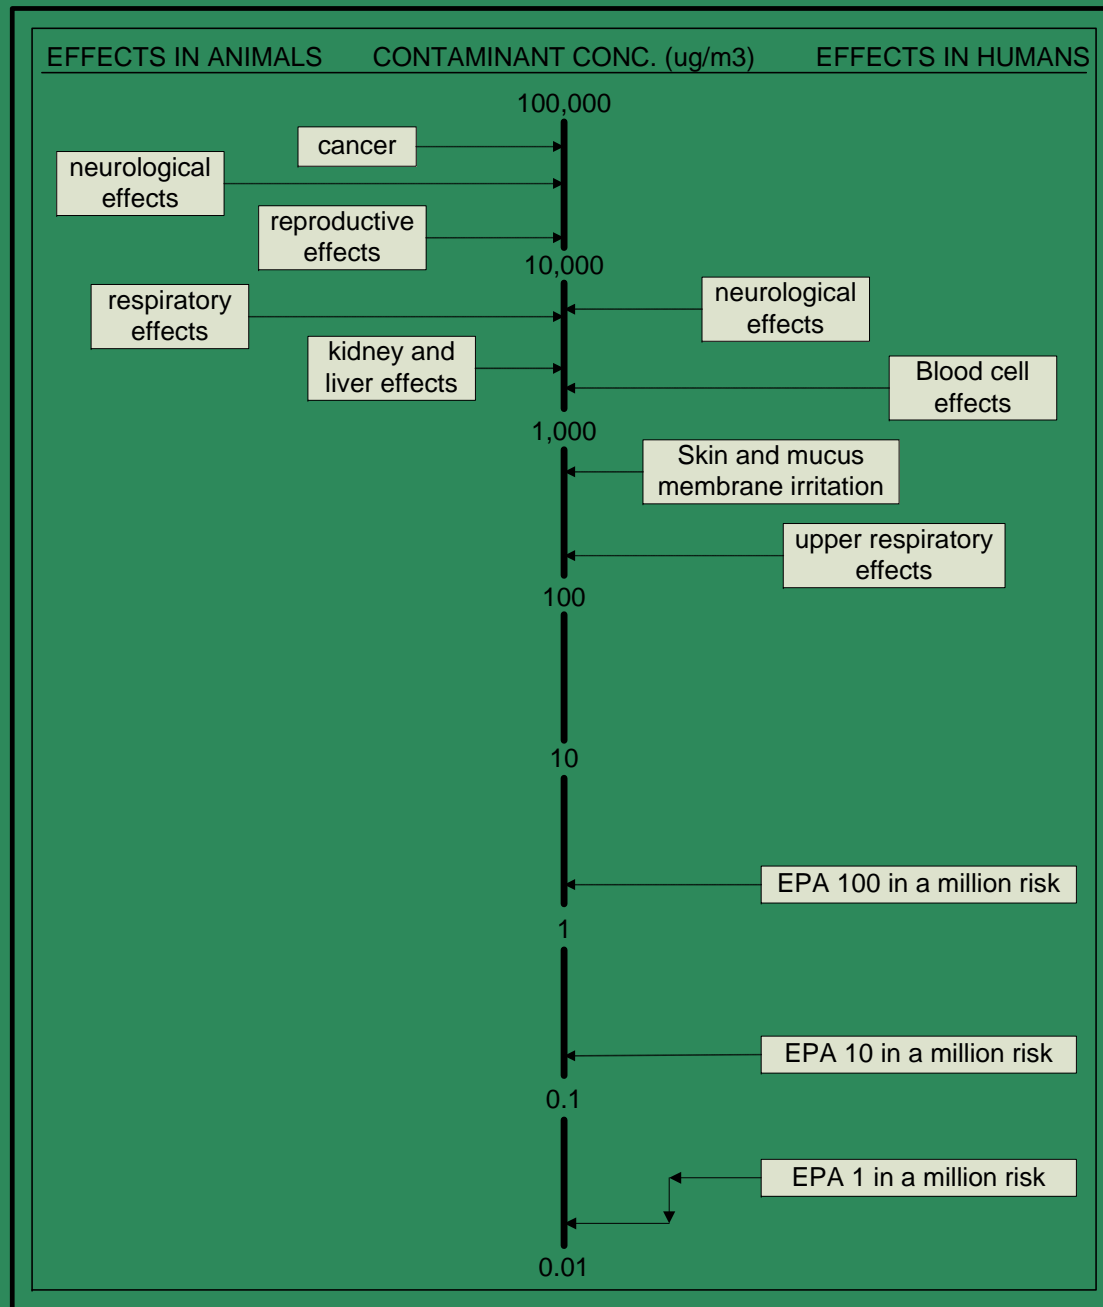 EFFECTS IN ANIMALS CONTAMINANT CONC. (ug/m3) EFFECTS IN HUMANS
100,000
cancer
neurological
effects
reproductive
effects
10,000
respiratory
effects
neurological
effects
kidney and
liver effects
Blood cell
effects
1,000
Skin and mucus
membrane irritation
upper respiratory
effects
100
10
EPA 100 in a million risk
1
EPA 10 in a million risk
0.1
EPA 1 in a million risk
0.01